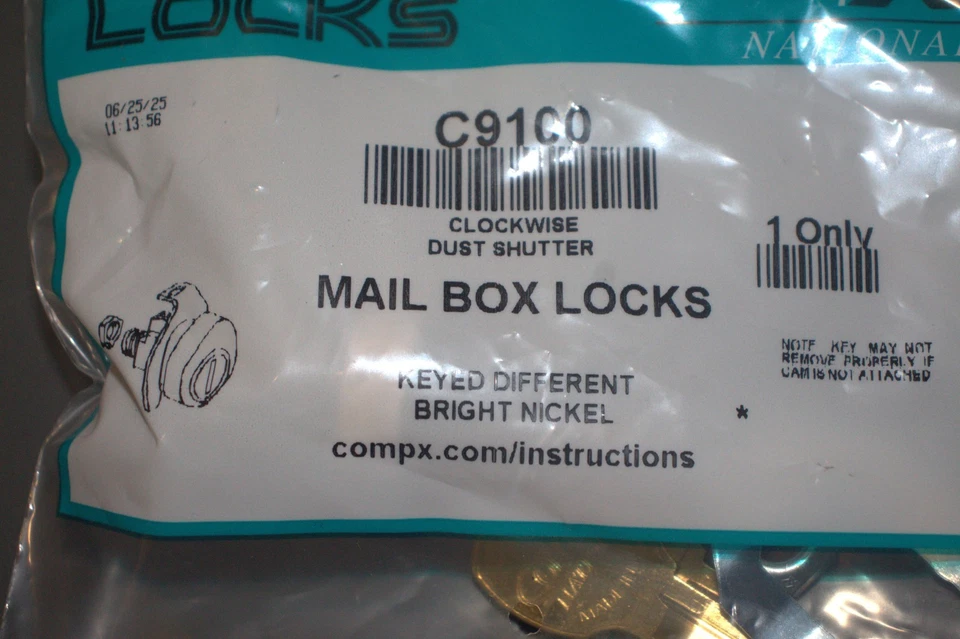 LOCKS
NATIONAL
06/25/25
11:13:56
C9100
CLOCKWISE
DUST SHUTTER
1 Only
MAIL BOX LOCKS
NOTE KEY MAY NOT
REMOVE PROPERLY IF
CAM IS NOT ATTACHED
KEYED DIFFERENT
BRIGHT NICKEL
*
compx.com/instructions
MADE